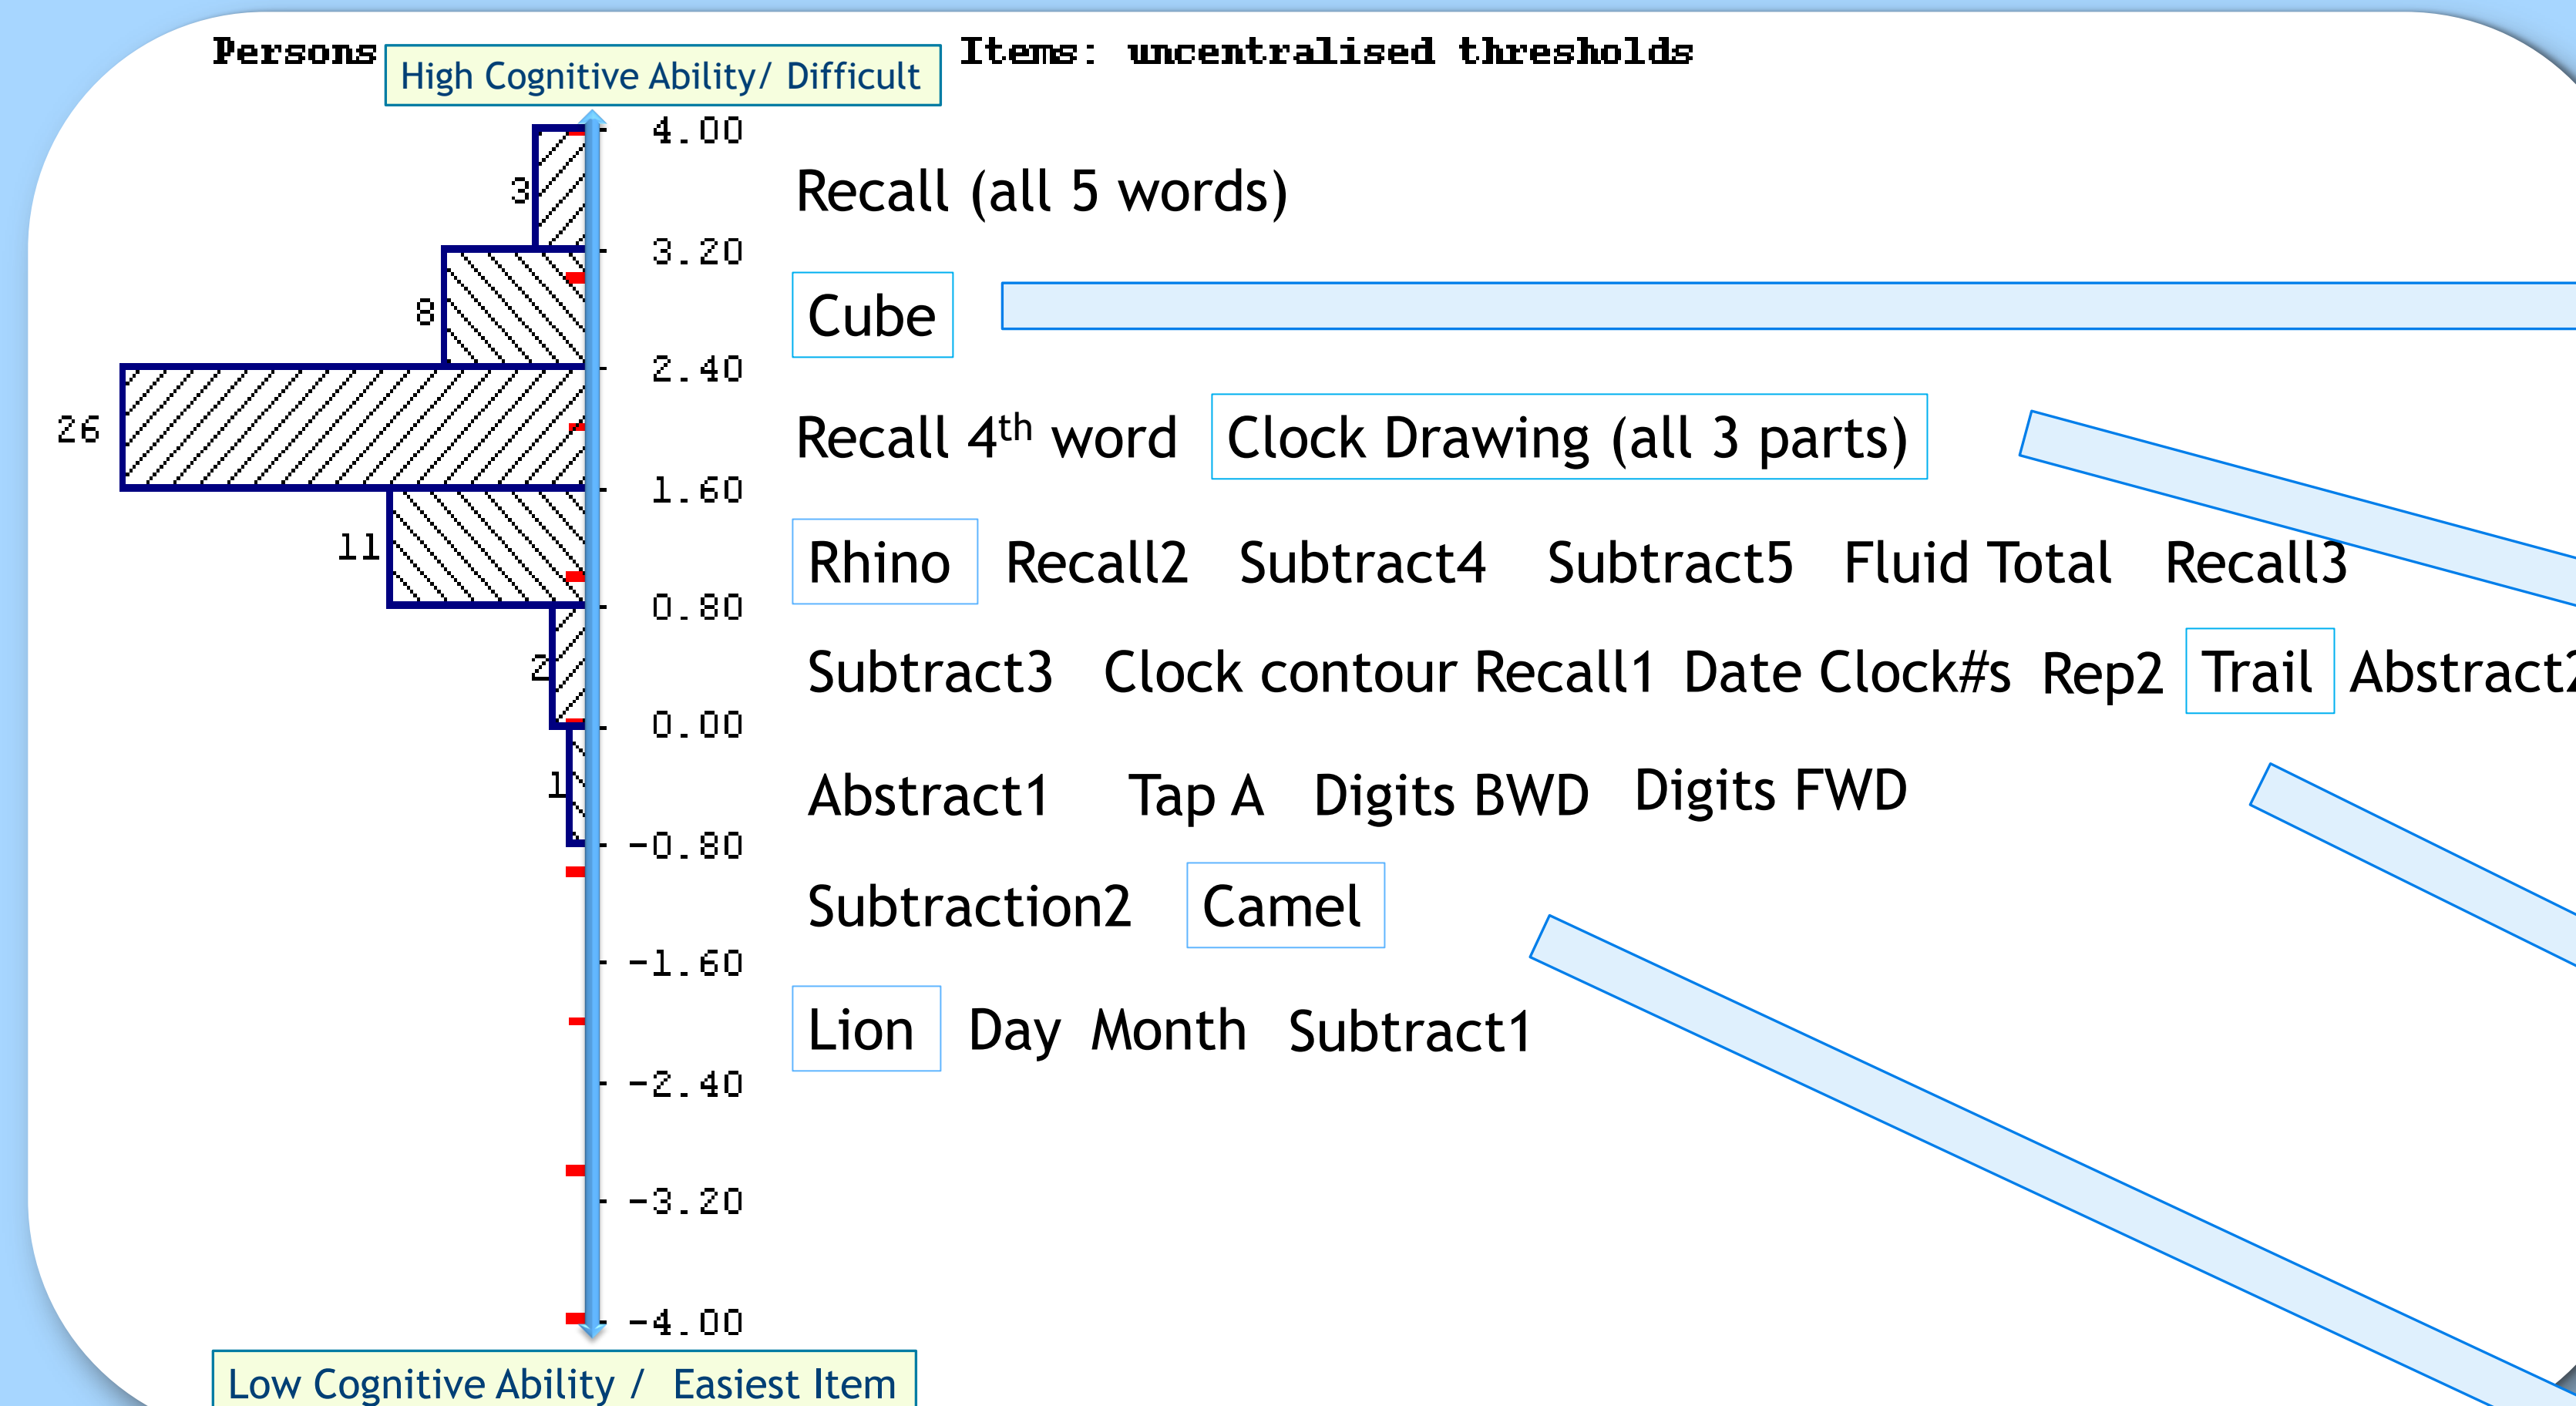 Persons
High Cognitive Ability/ Difficult
Items: uncentralised thresholds
4.00
3
Recall (all 5 words)
3.20
8
Cube
2.40
26
Recall 4th word Clock Drawing (all 3 parts)
1.60
11
Rhino Recall2 Subtract4 Subtract5 Fluid Total Recall3
0.80
2
Subtract3 Clock contour Recall1 Date Clock#s Rep2 Trail Abstract2
0.00
1
Abstract1 Tap A Digits BWD Digits FWD
-0.80
Subtraction2 Camel
-1.60
Lion Day Month Subtract1
-2.40
-3.20
-4.00
Low Cognitive Ability / Easiest Item